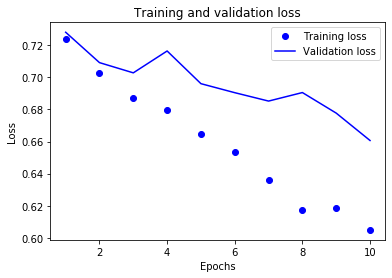 Training and validation loss
Training loss
Validation loss
0.72
0.70
0.68
0.66
0.64
0.62
0.60
Loss
2
4
6
8
10
Epochs